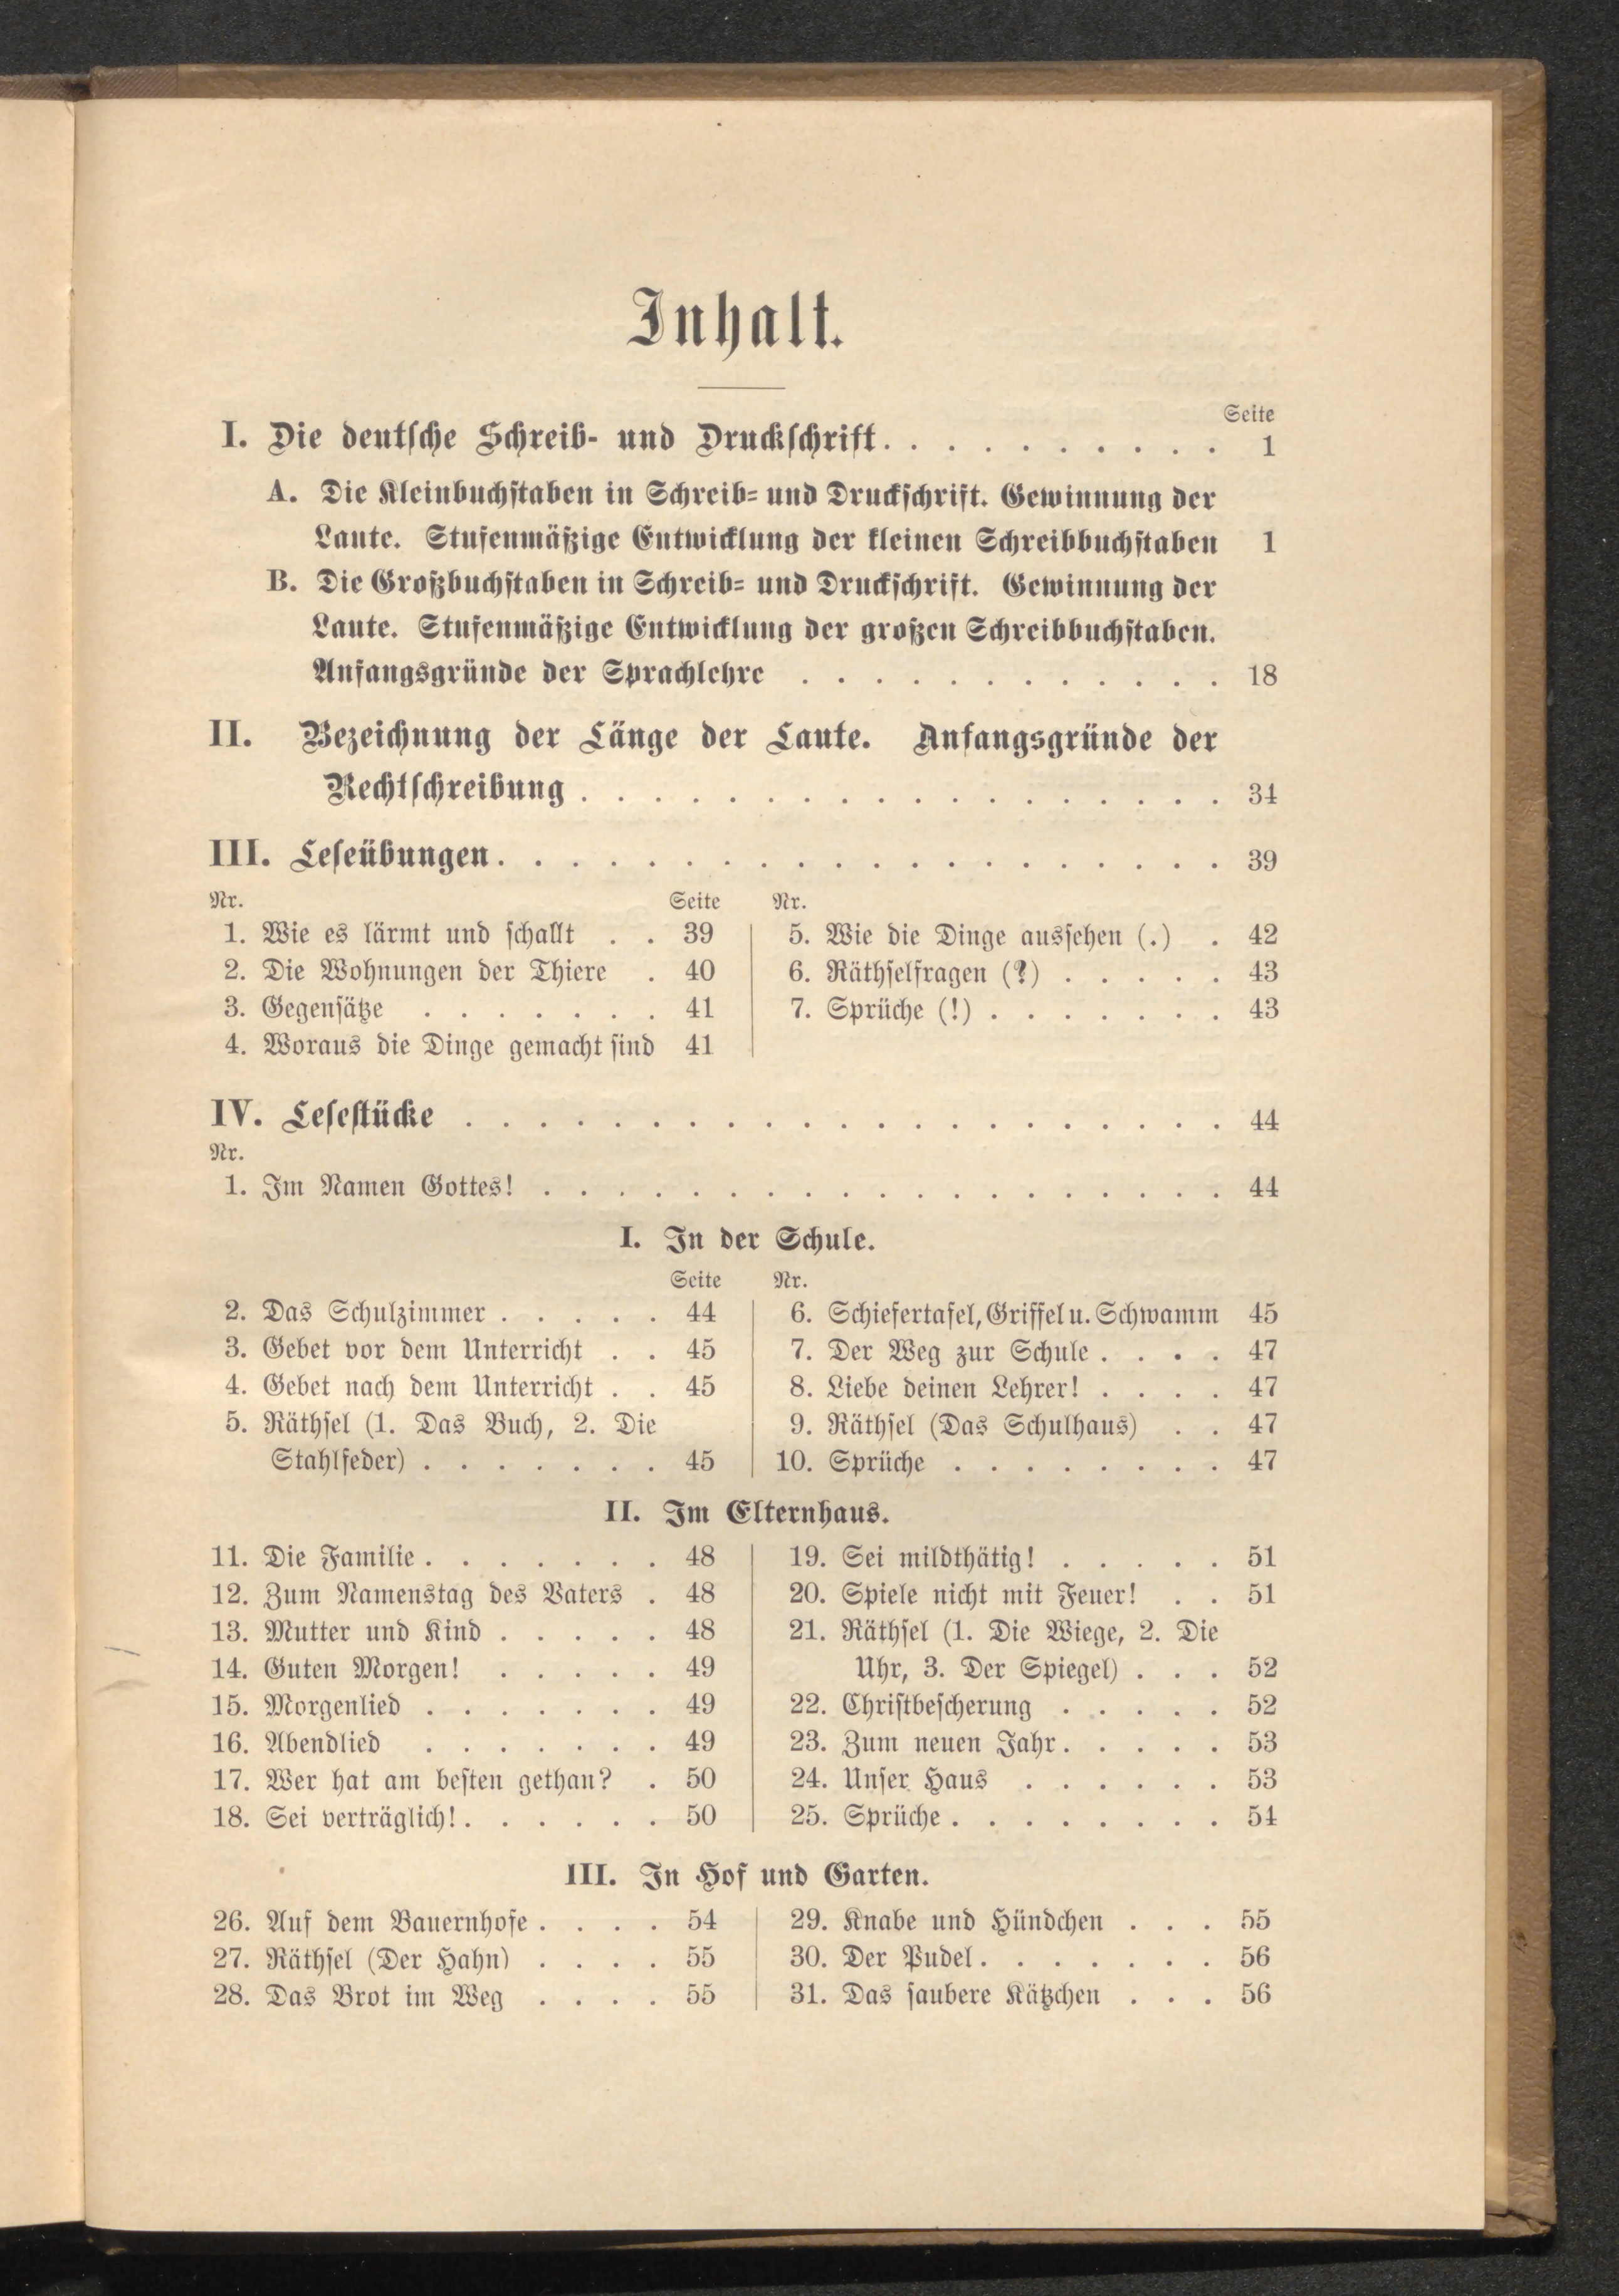 Inhalt.
Seite
I. Die deutsche Schreib- und Druckschrift. . . . . . . . . . 1
A. Die Kleinbuchstaben in Schreib- und Druckschrift. Gewinnung der
Laute. Stufenmäßige Entwicklung der kleinen Schreibbuchstaben 1
B. Die Großbuchstaben in Schreib- und Druckschrift. Gewinnung der
Laute. Stufenmäßige Entwicklung der großen Schreibbuchstaben.
Anfangsgründe der Sprachlehre . . . . . . . . . . . . 18
II. Bezeichnung der Länge der Laute. Anfangsgründe der
Rechtschreibung . . . . . . . . . . . . . . . . . . 34
III. Leseübungen. . . . . . . . . . . . . . . . . . . . 39
Nr. Seite
1. Wie es lärmt und schallt . . 39
2. Die Wohnungen der Thiere . 40
3. Gegensätze . . . . . . . 41
4. Woraus die Dinge gemacht sind 41
Nr.
5. Wie die Dinge aussehen (.) . 42
6. Räthselfragen (?) . . . . . 43
7. Sprüche (!) . . . . . . . 43
IV. Lesestücke . . . . . . . . . . . . . . . . . . . . . 44
Nr.
1. Im Namen Gottes! . . . . . . . . . . . . . . . . . . . 44
I. In der Schule.
Seite
2. Das Schulzimmer . . . . . 44
3. Gebet vor dem Unterricht . . 45
4. Gebet nach dem Unterricht . . 45
5. Räthsel (1. Das Buch, 2. Die
Stahlfeder) . . . . . . . 45
Nr.
6. Schiefertafel, Griffel u. Schwamm 45
7. Der Weg zur Schule . . . . 47
8. Liebe deinen Lehrer! . . . . 47
9. Räthsel (Das Schulhaus) . . 47
10. Sprüche . . . . . . . . 47
II. Im Elternhaus.
11. Die Familie . . . . . . . 48
12. Zum Namenstag des Vaters . 48
13. Mutter und Kind . . . . . 48
14. Guten Morgen! . . . . . 49
15. Morgenlied . . . . . . . 49
16. Abendlied . . . . . . . 49
17. Wer hat am besten gethan? . 50
18. Sei verträglich! . . . . . . 50
19. Sei mildthätig! . . . . . 51
20. Spiele nicht mit Feuer! . . 51
21. Räthsel (1. Die Wiege, 2. Die
Uhr, 3. Der Spiegel) . . . 52
22. Christbescherung . . . . . 52
23. Zum neuen Jahr. . . . . 53
24. Unser Haus . . . . . . 53
25. Sprüche . . . . . . . . 54
III. In Hof und Garten.
26. Auf dem Bauernhofe . . . . 54
27. Räthsel (Der Hahn) . . . . 55
28. Das Brot im Weg . . . . 55
29. Knabe und Hündchen . . . 55
30. Der Pudel. . . . . . . 56
31. Das saubere Kätzchen . . . 56